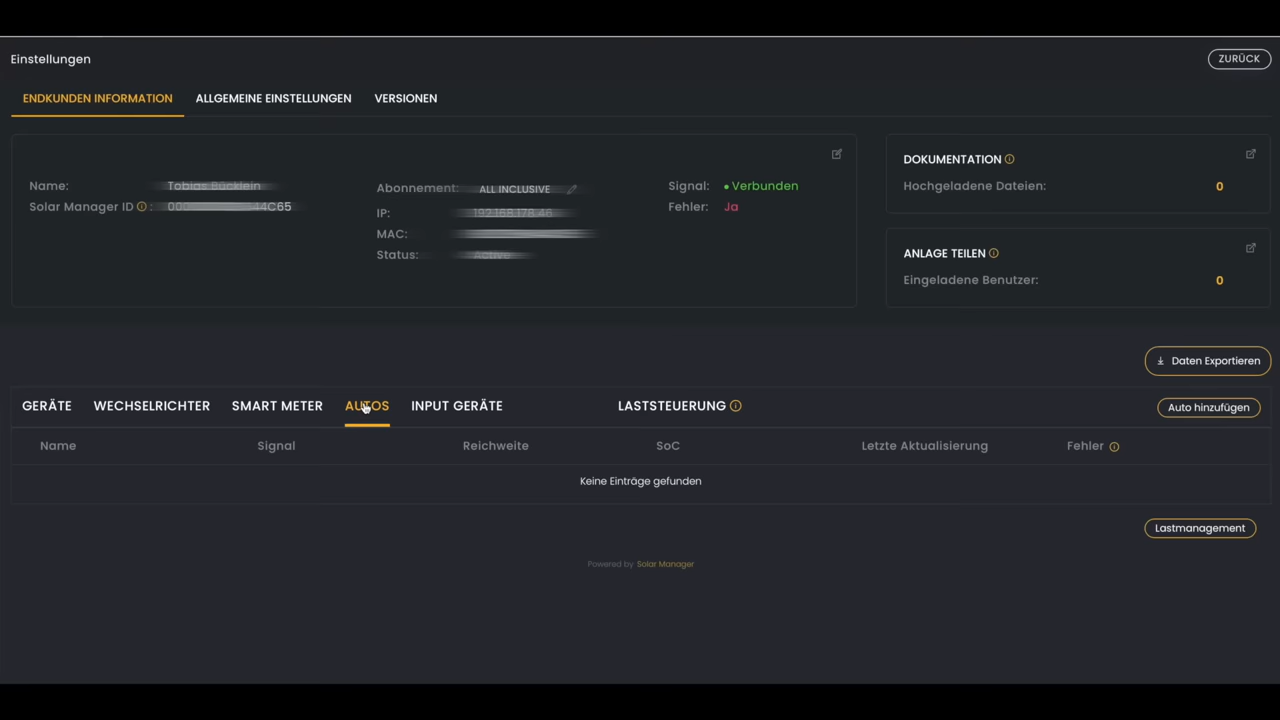 Einstellungen
ZURÜCK
ENDKUNDEN INFORMATION ALLGEMEINE EINSTELLUNGEN VERSIONEN
Name:
Solar Manager ID :
Abonnement: ALL INCLUSIVE
IP:
MAC:
Status:
Signal: Verbunden
Fehler: Ja
DOKUMENTATION
Hochgeladene Dateien: 0
ANLAGE TEILEN
Eingeladene Benutzer: 0
Daten Exportieren
GERÄTE WECHSELRICHTER SMART METER AUTOS INPUT GERÄTE LASTSTEUERUNG Auto hinzufügen
Name Signal Reichweite SoC Letzte Aktualisierung Fehler
Keine Einträge gefunden
Lastmanagement
Powered by Solar Manager